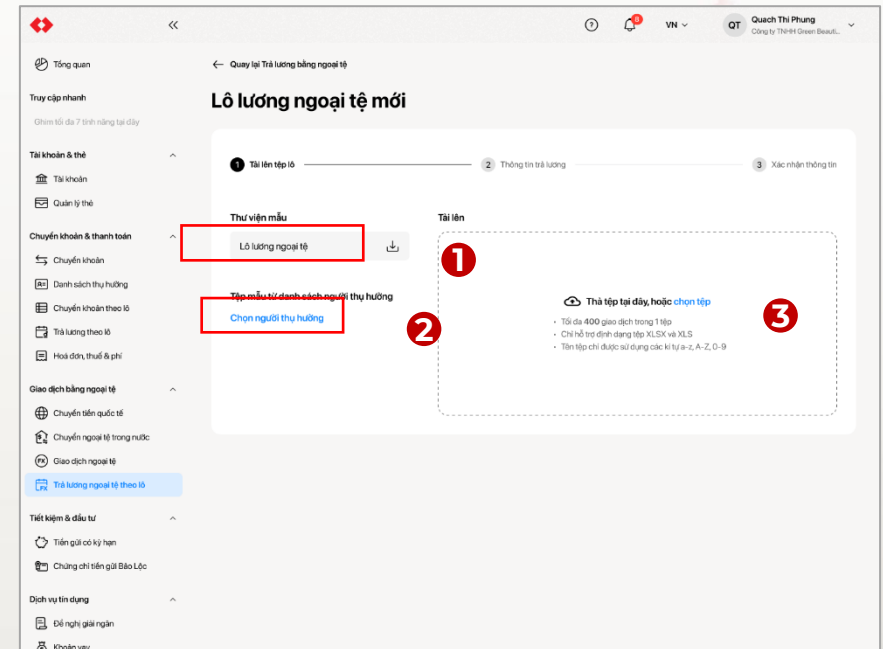 8
VN
QT
Quach Thi Phung
Công ty TNHH Green Beauti...
Tổng quan
Truy cập nhanh
Ghim tối đa 7 tính năng tại đây
Tài khoản & thẻ
Tài khoản
Quản lý thẻ
Chuyển khoản & thanh toán
Chuyển khoản
Danh sách thụ hưởng
Chuyển khoản theo lô
Trả lương theo lô
Hoá đơn, thuế & phí
Giao dịch bằng ngoại tệ
Chuyển tiền quốc tế
Chuyển ngoại tệ trong nước
FX
Giao dịch ngoại tệ
FX
Trả lương ngoại tệ theo lô
Tiết kiệm & đầu tư
Tiền gửi có kỳ hạn
Chứng chỉ tiền gửi Bảo Lộc
Dịch vụ tín dụng
Đề nghị giải ngân
Khoản vay
Quay lại Trả lương bằng ngoại tệ
Lô lương ngoại tệ mới
1 Tải lên tệp lô
2 Thông tin trả lương
3 Xác nhận thông tin
Thư viện mẫu
Lô lương ngoại tệ
1
Tệp mẫu từ danh sách người thụ hưởng
Chọn người thụ hưởng
2
Tải lên
Thả tệp tại đây, hoặc chọn tệp
• Tối đa 400 giao dịch trong 1 tệp
• Chỉ hỗ trợ định dạng tệp XLSX và XLS
• Tên tệp chỉ được sử dụng các kí tự a-z, A-Z, 0-9
3